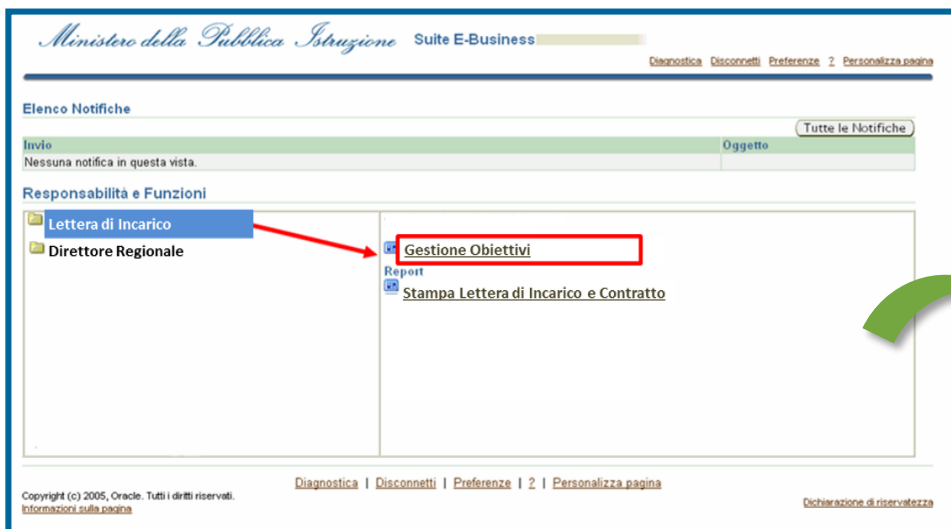 Ministero della Pubblica Istruzione Suite E-Business
Diagnostica Disconnetti Preferenze ? Personalizza pagina
Elenco Notifiche
Tutte le Notifiche
Invio Oggetto
Nessuna notifica in questa vista.
Responsabilità e Funzioni
Lettera di Incarico
Direttore Regionale
Gestione Obiettivi
Report
Stampa Lettera di Incarico e Contratto
Diagnostica | Disconnetti | Preferenze | ? | Personalizza pagina
Copyright (c) 2005, Oracle. Tutti i diritti riservati.
Informazioni sulla pagina
Dichiarazione di riservatezza